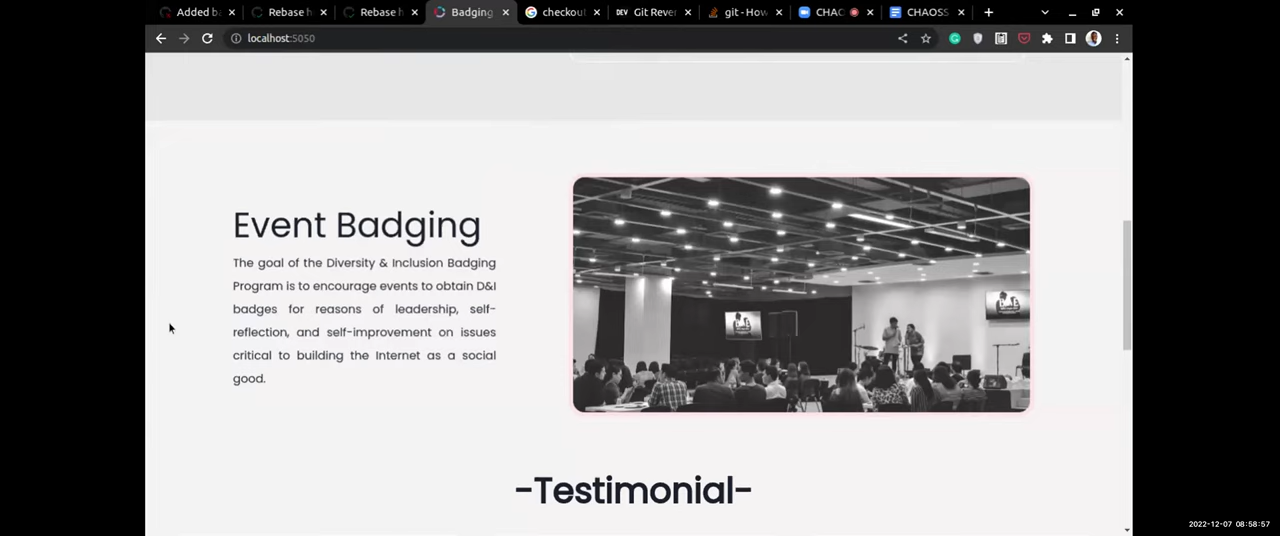 Added b
Rebase h
Rebase h
Badging
checkou
DEV Git Rever
git - How
CHAO
CHAOSS
localhost:5050
Event Badging
The goal of the Diversity & Inclusion Badging
Program is to encourage events to obtain D&I
badges for reasons of leadership, self-
reflection, and self-improvement on issues
critical to building the Internet as a social
good.
-Testimonial-
2022-12-07 08:58:57